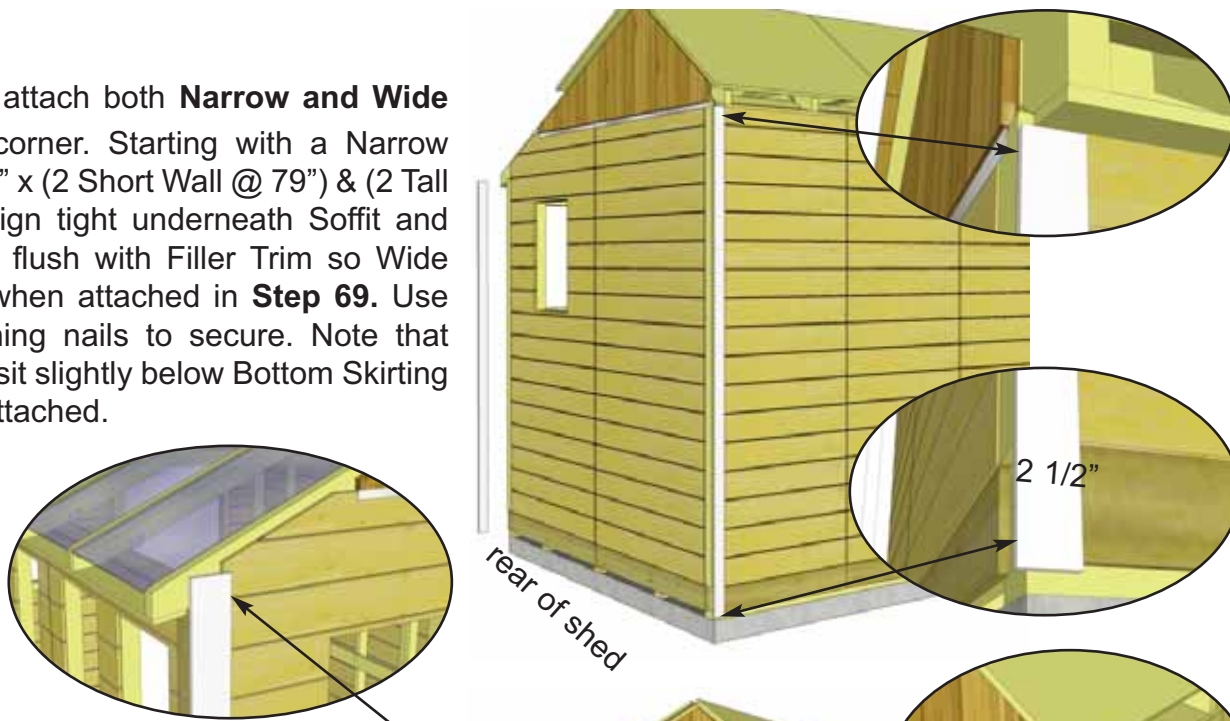 attach both Narrow and Wide
corner. Starting with a Narrow
” x (2 Short Wall @ 79”) & (2 Tall
ign tight underneath Soffit and
flush with Filler Trim so Wide
when attached in Step 69. Use
ing nails to secure. Note that
sit slightly below Bottom Skirting
ttached.
2 1/2”
rear of shed